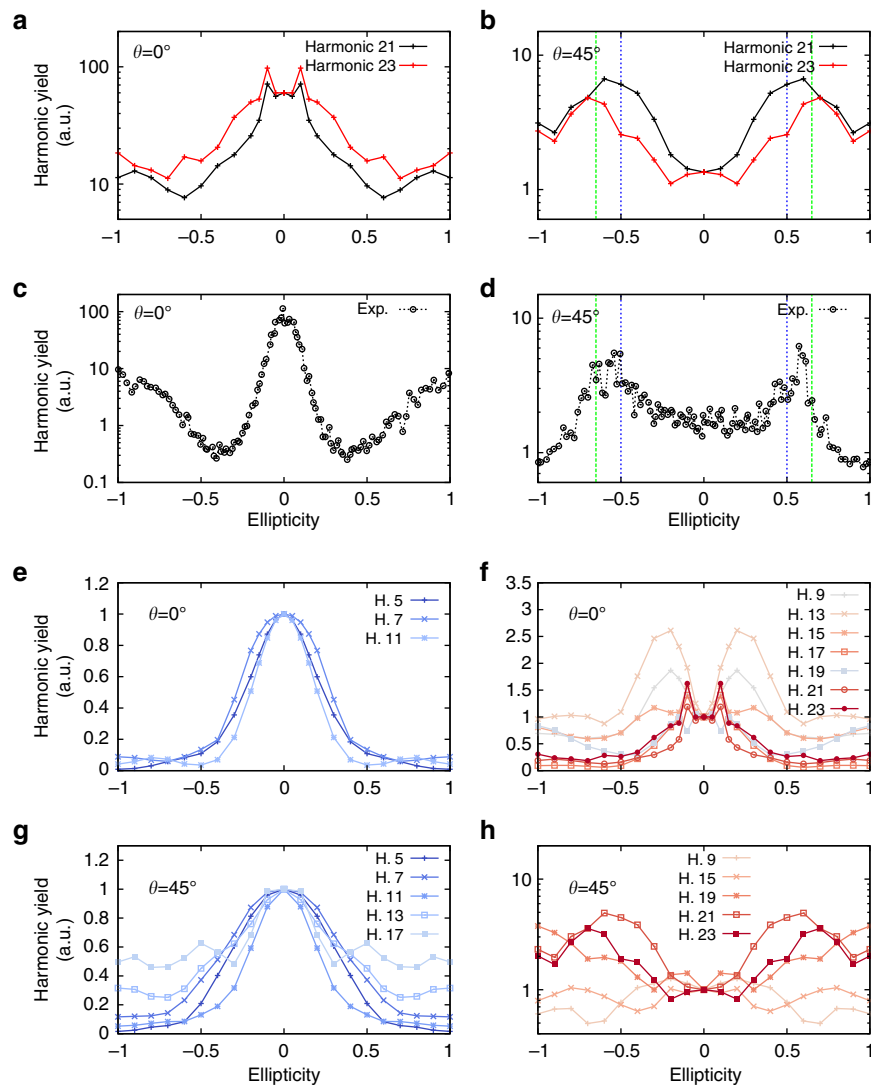 a
θ=0°
Harmonic 21
Harmonic 23
100
10
Harmonic yield
(a.u.)
−1 −0.5 0 0.5 1
b
θ=45°
Harmonic 21
Harmonic 23
10
1
−1 −0.5 0 0.5 1
c
θ=0°
Exp.
100
10
1
0.1
Harmonic yield
(a.u.)
−1 −0.5 0 0.5 1
Ellipticity
d
θ=45°
Exp.
10
1
−1 −0.5 0 0.5 1
Ellipticity
e
θ=0°
H. 5
H. 7
H. 11
1.2
1
0.8
0.6
0.4
0.2
0
Harmonic yield
(a.u.)
−1 −0.5 0 0.5 1
f
θ=0°
H. 9
H. 13
H. 15
H. 17
H. 19
H. 21
H. 23
3.5
3
2.5
2
1.5
1
0.5
0
−1 −0.5 0 0.5 1
g
θ=45°
H. 5
H. 7
H. 11
H. 13
H. 17
1.2
1
0.8
0.6
0.4
0.2
0
Harmonic yield
(a.u.)
−1 −0.5 0 0.5 1
Ellipticity
h
θ=45°
H. 9
H. 15
H. 19
H. 21
H. 23
10
1
−1 −0.5 0 0.5 1
Ellipticity